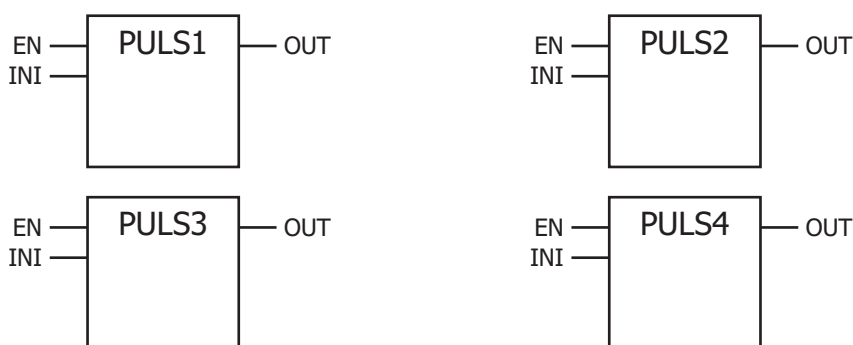 EN PULS1 OUT
INI
EN PULS2 OUT
INI
EN PULS3 OUT
INI
EN PULS4 OUT
INI